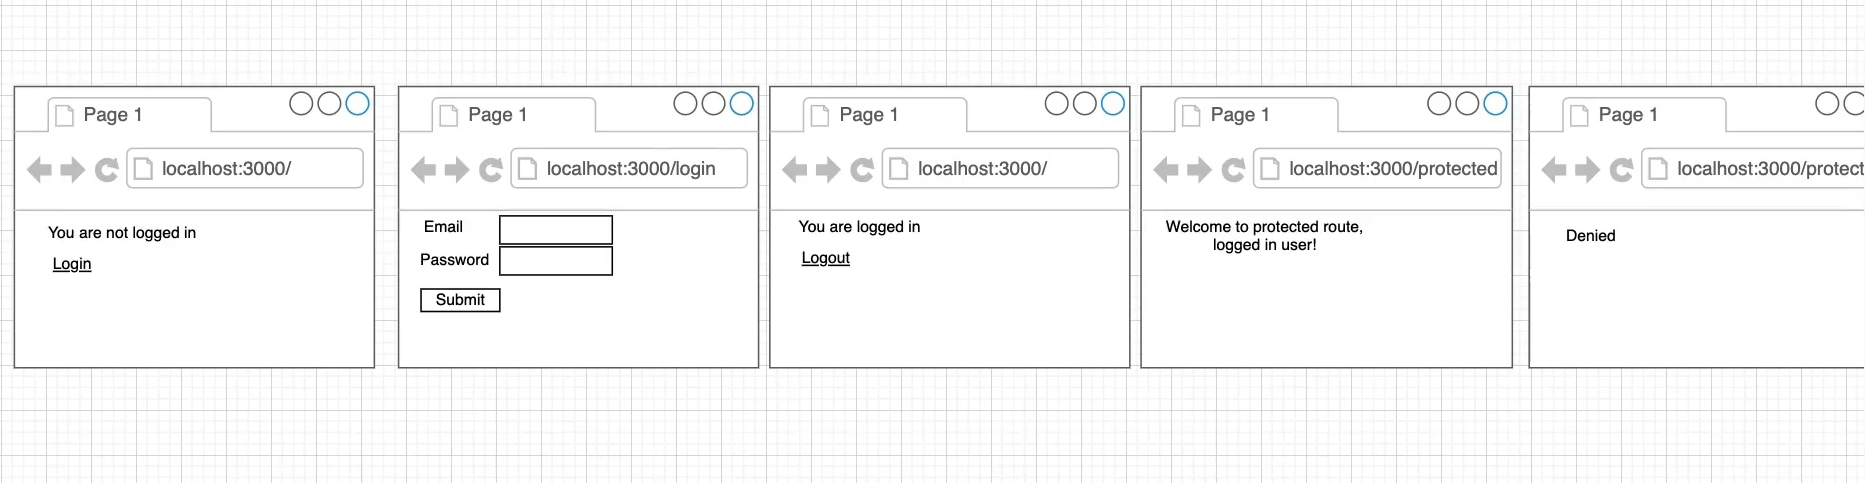 Page 1
localhost:3000/
You are not logged in
Login
Page 1
localhost:3000/login
Email
Password
Submit
Page 1
localhost:3000/
You are logged in
Logout
Page 1
localhost:3000/protected
Welcome to protected route,
logged in user!
Page 1
localhost:3000/protect
Denied